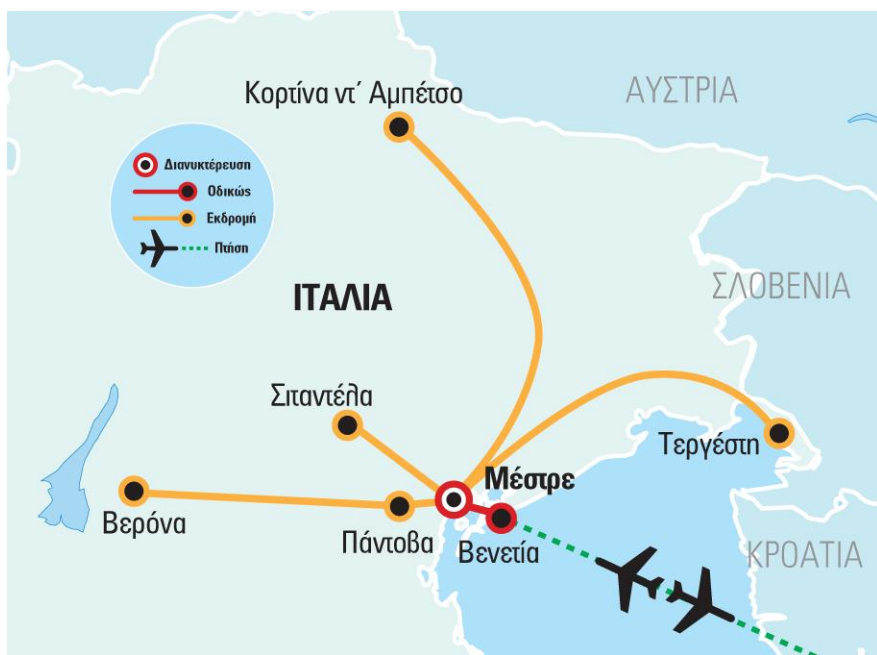 Κορτίνα ντ΄ Αμπέτσο
ΑΥΣΤΡΙΑ
Διανυκτέρευση
Οδικώς
Εκδρομή
Πτήση
ΙΤΑΛΙΑ
ΣΛΟΒΕΝΙΑ
Σιταντέλα
Τεργέστη
Μέστρε
Βερόνα
Πάντοβα
Βενετία
ΚΡΟΑΤΙΑ